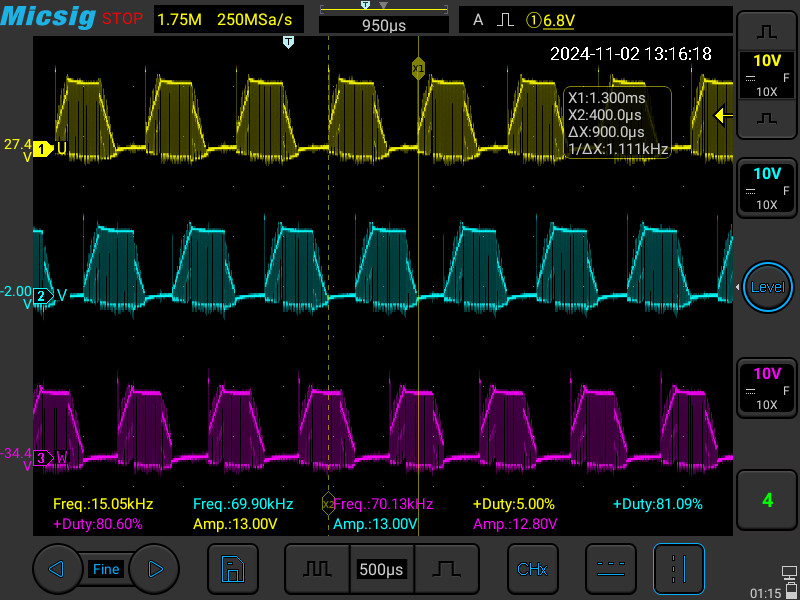 Micsig STOP 1.75M 250MSa/s T 950µs A ①6.8V
T 2024-11-02 13:16:18
X1
X1:1.300ms
X2:400.0µs
ΔX:900.0µs
1/ΔX:1.111kHz
27.4 V 1 U
-2.00 V 2 V
-34.4 V 3 W
X2
Freq.:15.05kHz Freq.:69.90kHz Freq.:70.13kHz +Duty:5.00% +Duty:81.09%
+Duty:80.60% Amp.:13.00V Amp.:13.00V Amp.:12.80V
10V
F
10X
10V
F
10X
Level
10V
F
10X
4
Fine 500µs CHx
01:15